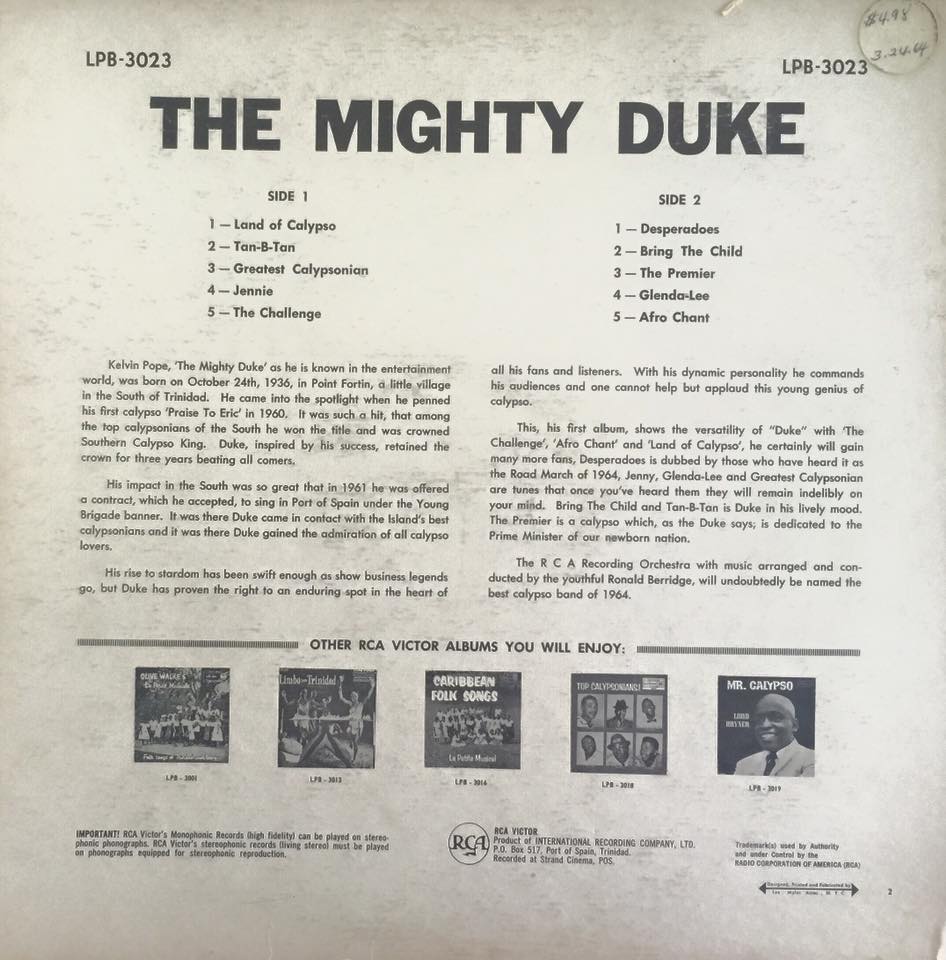 $4.98
3.24.64
LPB-3023
LPB-3023
THE MIGHTY DUKE
SIDE 1
1 — Land of Calypso
2 — Tan-B-Tan
3 — Greatest Calypsonian
4 — Jennie
5 — The Challenge
SIDE 2
1 — Desperadoes
2 — Bring The Child
3 — The Premier
4 — Glenda-Lee
5 — Afro Chant
Kelvin Pope, 'The Mighty Duke' as he is known in the entertainment
world, was born on October 24th, 1936, in Point Fortin, a little village
in the South of Trinidad. He came into the spotlight when he penned
his first calypso 'Praise To Eric' in 1960. It was such a hit, that among
the top calypsonians of the South he won the title and was crowned
Southern Calypso King. Duke, inspired by his success, retained the
crown for three years beating all comers.
His impact in the South was so great that in 1961 he was offered
a contract, which he accepted, to sing in Port of Spain under the Young
Brigade banner. It was there Duke came in contact with the Island's best
calypsonians and it was there Duke gained the admiration of all calypso
lovers.
His rise to stardom has been swift enough as show business legends
go, but Duke has proven the right to an enduring spot in the heart of
all his fans and listeners. With his dynamic personality he commands
his audiences and one cannot help but applaud this young genius of
calypso.
This, his first album, shows the versatility of "Duke" with 'The
Challenge', 'Afro Chant' and 'Land of Calypso', he certainly will gain
many more fans, Desperadoes is dubbed by those who have heard it as
the Road March of 1964, Jenny, Glenda-Lee and Greatest Calypsonian
are tunes that once you've heard them they will remain indelibly on
your mind. Bring The Child and Tan-B-Tan is Duke in his lively mood.
The Premier is a calypso which, as the Duke says; is dedicated to the
Prime Minister of our newborn nation.
The R C A Recording Orchestra with music arranged and con-
ducted by the youthful Ronald Berridge, will undoubtedly be named the
best calypso band of 1964.
OTHER RCA VICTOR ALBUMS YOU WILL ENJOY:
OLIVE WALKE'S
La Petite Musicale
LPB - 3001
Limbo from Trinidad
LPB - 3013
CARIBBEAN
FOLK SONGS
La Petite Musical
LPB - 3016
TOP CALYPSONIANS!
LPB - 3018
MR. CALYPSO
LORD
BRYNER
LPB - 3019
IMPORTANT! RCA Victor's Monophonic Records (high fidelity) can be played on stereo-
phonic phonographs. RCA Victor's stereophonic records (living stereo) must be played
on phonographs equipped for stereophonic reproduction.
RCA
RCA VICTOR
Product of INTERNATIONAL RECORDING COMPANY, LTD.
P.O. Box 517, Port of Spain, Trinidad.
Recorded at Strand Cinema, POS.
Trademark(s) used by Authority
and under Control by the
RADIO CORPORATION OF AMERICA (RCA)
Designed, Printed and Fabricated by
2